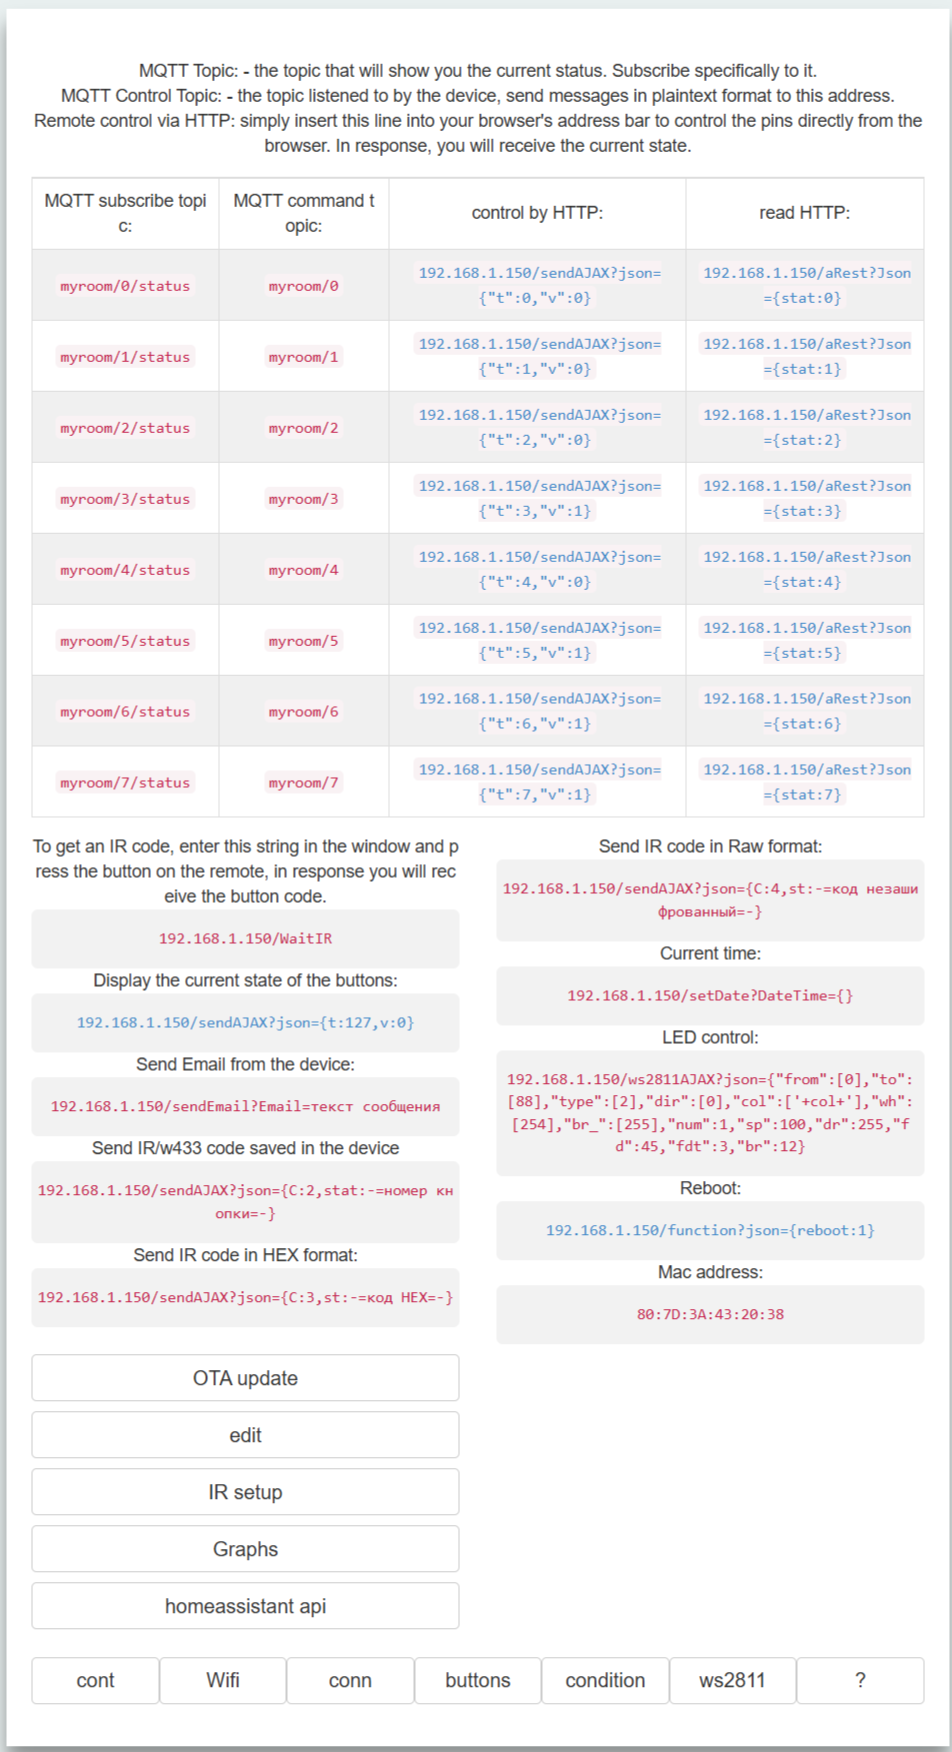 MQTT Topic: - the topic that will show you the current status. Subscribe specifically to it.
MQTT Control Topic: - the topic listened to by the device, send messages in plaintext format to this address.
Remote control via HTTP: simply insert this line into your browser's address bar to control the pins directly from the
browser. In response, you will receive the current state.
MQTT subscribe topi
c:
MQTT command t
opic:
control by HTTP:
read HTTP:
myroom/0/status
myroom/0
192.168.1.150/sendAJAX?json=
{"t":0,"v":0}
192.168.1.150/aRest?Json
={stat:0}
myroom/1/status
myroom/1
192.168.1.150/sendAJAX?json=
{"t":1,"v":0}
192.168.1.150/aRest?Json
={stat:1}
myroom/2/status
myroom/2
192.168.1.150/sendAJAX?json=
{"t":2,"v":0}
192.168.1.150/aRest?Json
={stat:2}
myroom/3/status
myroom/3
192.168.1.150/sendAJAX?json=
{"t":3,"v":1}
192.168.1.150/aRest?Json
={stat:3}
myroom/4/status
myroom/4
192.168.1.150/sendAJAX?json=
{"t":4,"v":0}
192.168.1.150/aRest?Json
={stat:4}
myroom/5/status
myroom/5
192.168.1.150/sendAJAX?json=
{"t":5,"v":1}
192.168.1.150/aRest?Json
={stat:5}
myroom/6/status
myroom/6
192.168.1.150/sendAJAX?json=
{"t":6,"v":1}
192.168.1.150/aRest?Json
={stat:6}
myroom/7/status
myroom/7
192.168.1.150/sendAJAX?json=
{"t":7,"v":1}
192.168.1.150/aRest?Json
={stat:7}
To get an IR code, enter this string in the window and p
ress the button on the remote, in response you will rec
eive the button code.
192.168.1.150/WaitIR
Display the current state of the buttons:
192.168.1.150/sendAJAX?json={t:127,v:0}
Send Email from the device:
192.168.1.150/sendEmail?Email=текст сообщения
Send IR/w433 code saved in the device
192.168.1.150/sendAJAX?json={C:2,stat:-=номер кн
опки=-}
Send IR code in HEX format:
192.168.1.150/sendAJAX?json={C:3,st:-=код HEX=-}
Send IR code in Raw format:
192.168.1.150/sendAJAX?json={C:4,st:-=код незаши
фрованный=-}
Current time:
192.168.1.150/setDate?DateTime={}
LED control:
192.168.1.150/ws2811AJAX?json={"from":[0],"to":
[88],"type":[2],"dir":[0],"col":['+col+'],"wh":
[254],"br_":[255],"num":1,"sp":100,"dr":255,"f
d":45,"fdt":3,"br":12}
Reboot:
192.168.1.150/function?json={reboot:1}
Mac address:
80:7D:3A:43:20:38
OTA update
edit
IR setup
Graphs
homeassistant api
cont
Wifi
conn
buttons
condition
ws2811
?